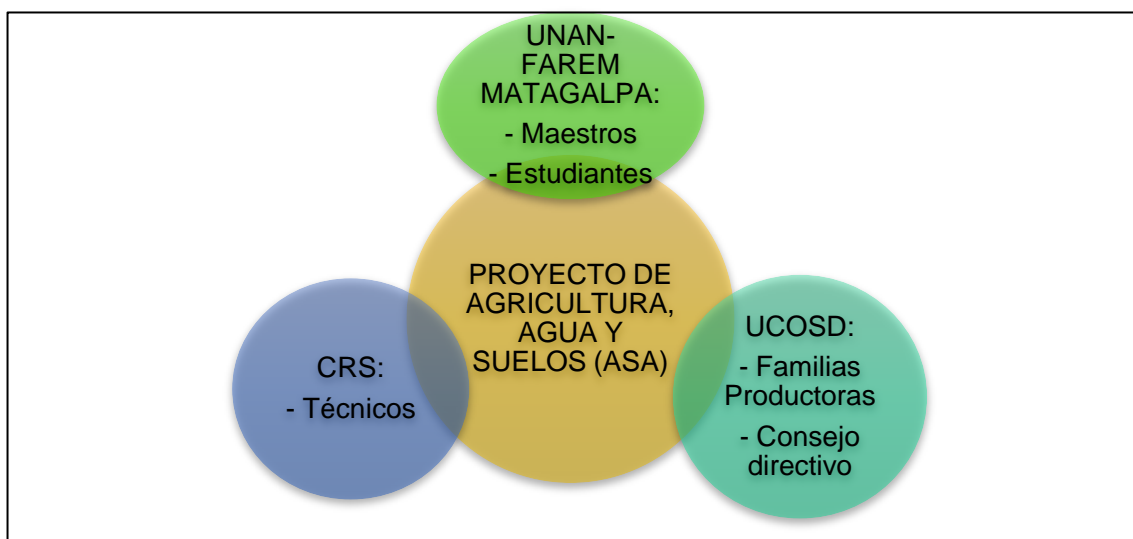 UNAN-
FAREM
MATAGALPA:
- Maestros
- Estudiantes
PROYECTO DE
AGRICULTURA,
AGUA Y
SUELOS (ASA)
CRS:
- Técnicos
UCOSD:
- Familias
Productoras
- Consejo
directivo